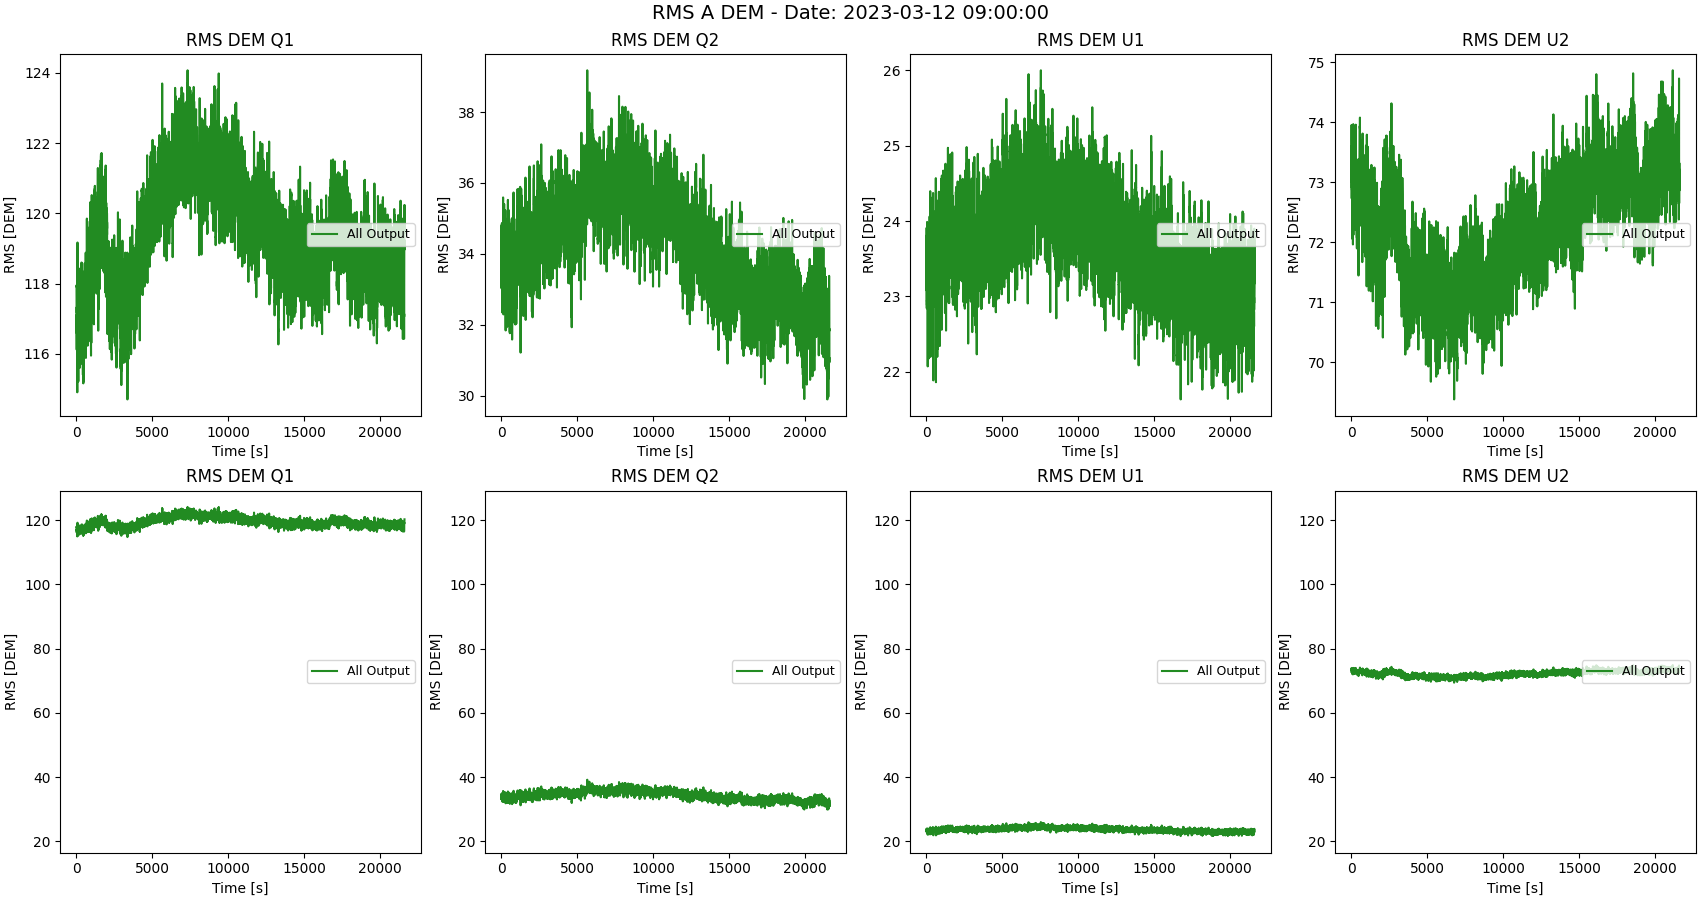 RMS A DEM - Date: 2023-03-12 09:00:00
RMS DEM Q1
RMS [DEM]
124
122
120
118
116
All Output
0 5000 10000 15000 20000
Time [s]
RMS DEM Q2
RMS [DEM]
38
36
34
32
30
All Output
0 5000 10000 15000 20000
Time [s]
RMS DEM U1
RMS [DEM]
26
25
24
23
22
All Output
0 5000 10000 15000 20000
Time [s]
RMS DEM U2
RMS [DEM]
75
74
73
72
71
70
All Output
0 5000 10000 15000 20000
Time [s]
RMS DEM Q1
RMS [DEM]
120
100
80
60
40
20
All Output
0 5000 10000 15000 20000
Time [s]
RMS DEM Q2
RMS [DEM]
120
100
80
60
40
20
All Output
0 5000 10000 15000 20000
Time [s]
RMS DEM U1
RMS [DEM]
120
100
80
60
40
20
All Output
0 5000 10000 15000 20000
Time [s]
RMS DEM U2
RMS [DEM]
120
100
80
60
40
20
All Output
0 5000 10000 15000 20000
Time [s]